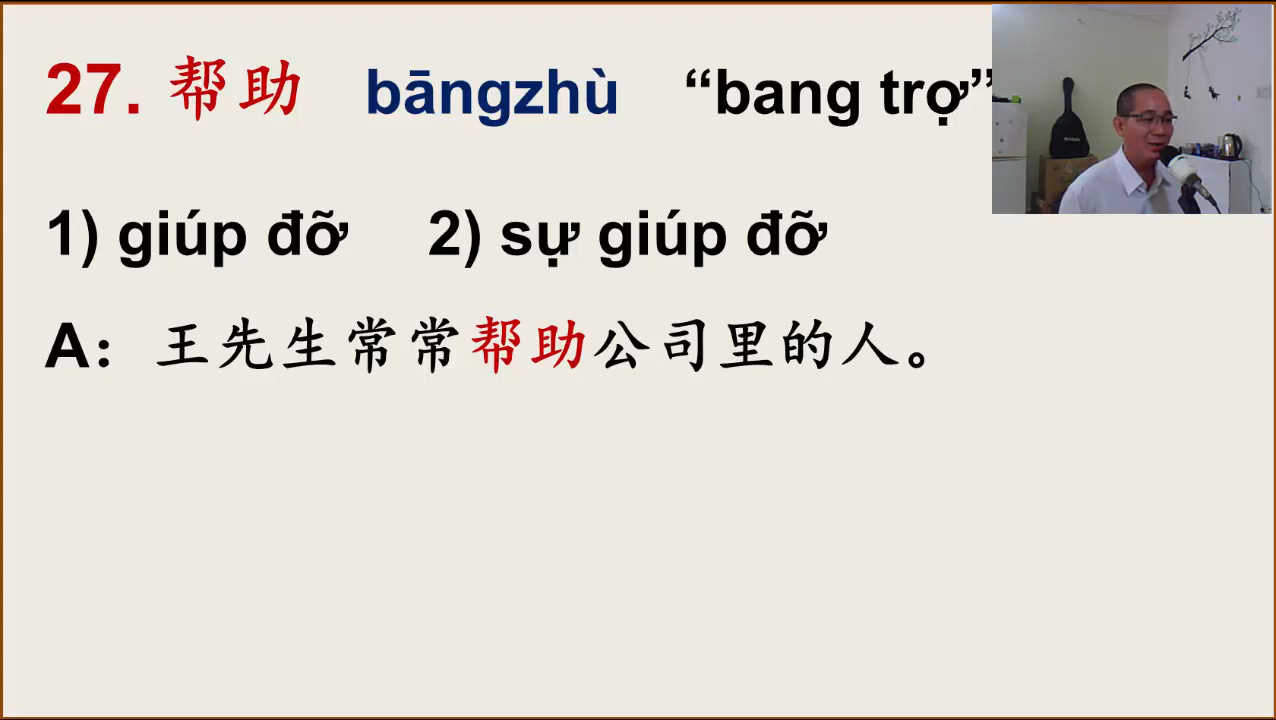 27. 帮助 bāngzhù “bang trợ”
1) giúp đỡ 2) sự giúp đỡ
A：王先生常常帮助公司里的人。